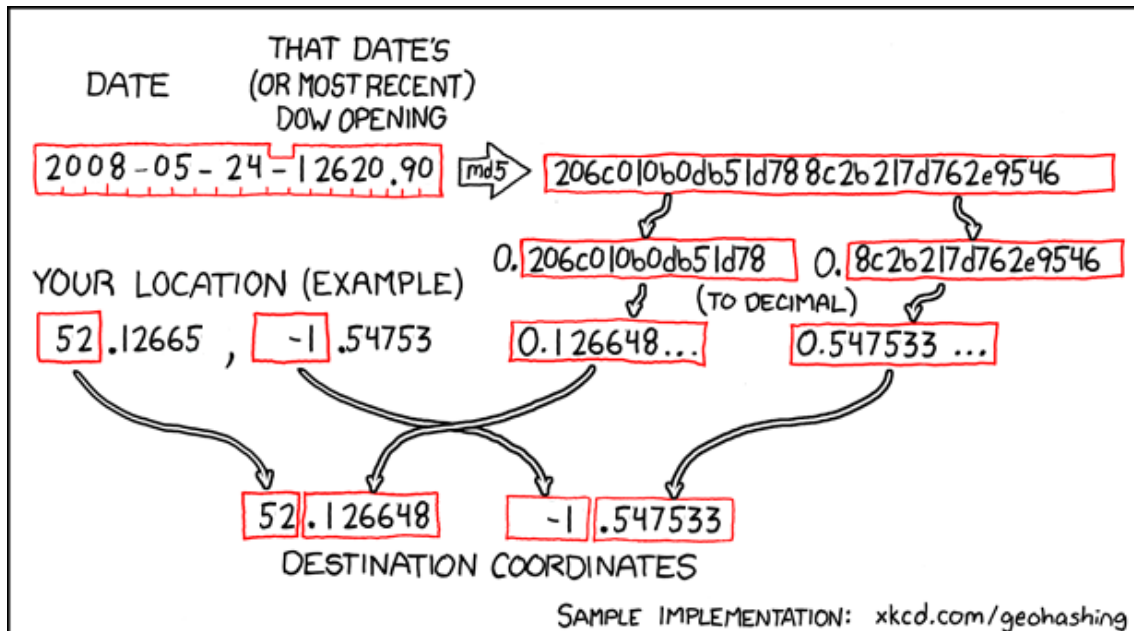 DATE
THAT DATE'S
(OR MOST RECENT)
DOW OPENING
2008-05-24-12620.90
md5
206c010b0db51d788c2b217d762e9546
0.206c010b0db51d78
0.8c2b217d762e9546
(TO DECIMAL)
YOUR LOCATION (EXAMPLE)
52.12665, -1.54753
0.126648...
0.547533...
52.126648
-1.547533
DESTINATION COORDINATES
SAMPLE IMPLEMENTATION: xkcd.com/geohashing